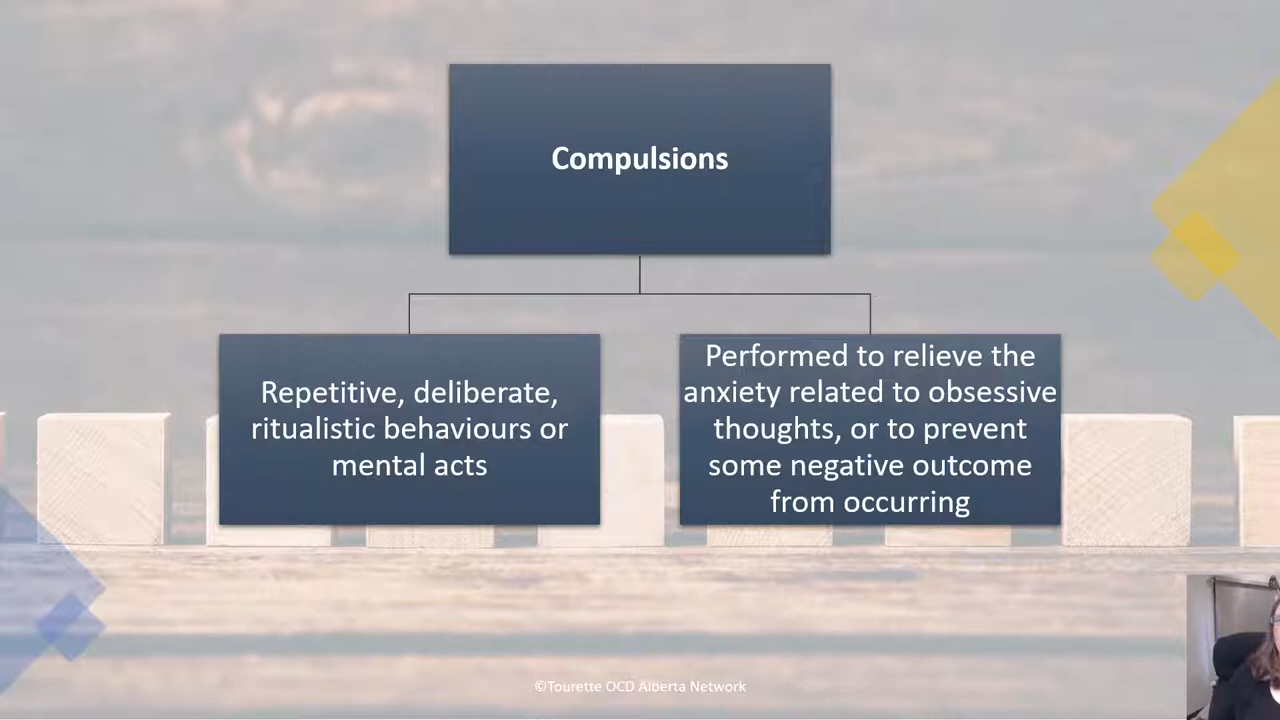 Compulsions
Repetitive, deliberate,
ritualistic behaviours or
mental acts
Performed to relieve the
anxiety related to obsessive
thoughts, or to prevent
some negative outcome
from occurring
©Tourette OCD Alberta Network